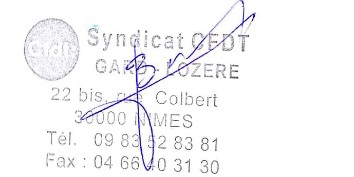 Cfdt Syndicat CFDT
GARD - LOZERE
22 bis, rue Colbert
30000 NIMES
Tél. 09 83 52 83 81
Fax : 04 66 40 31 30